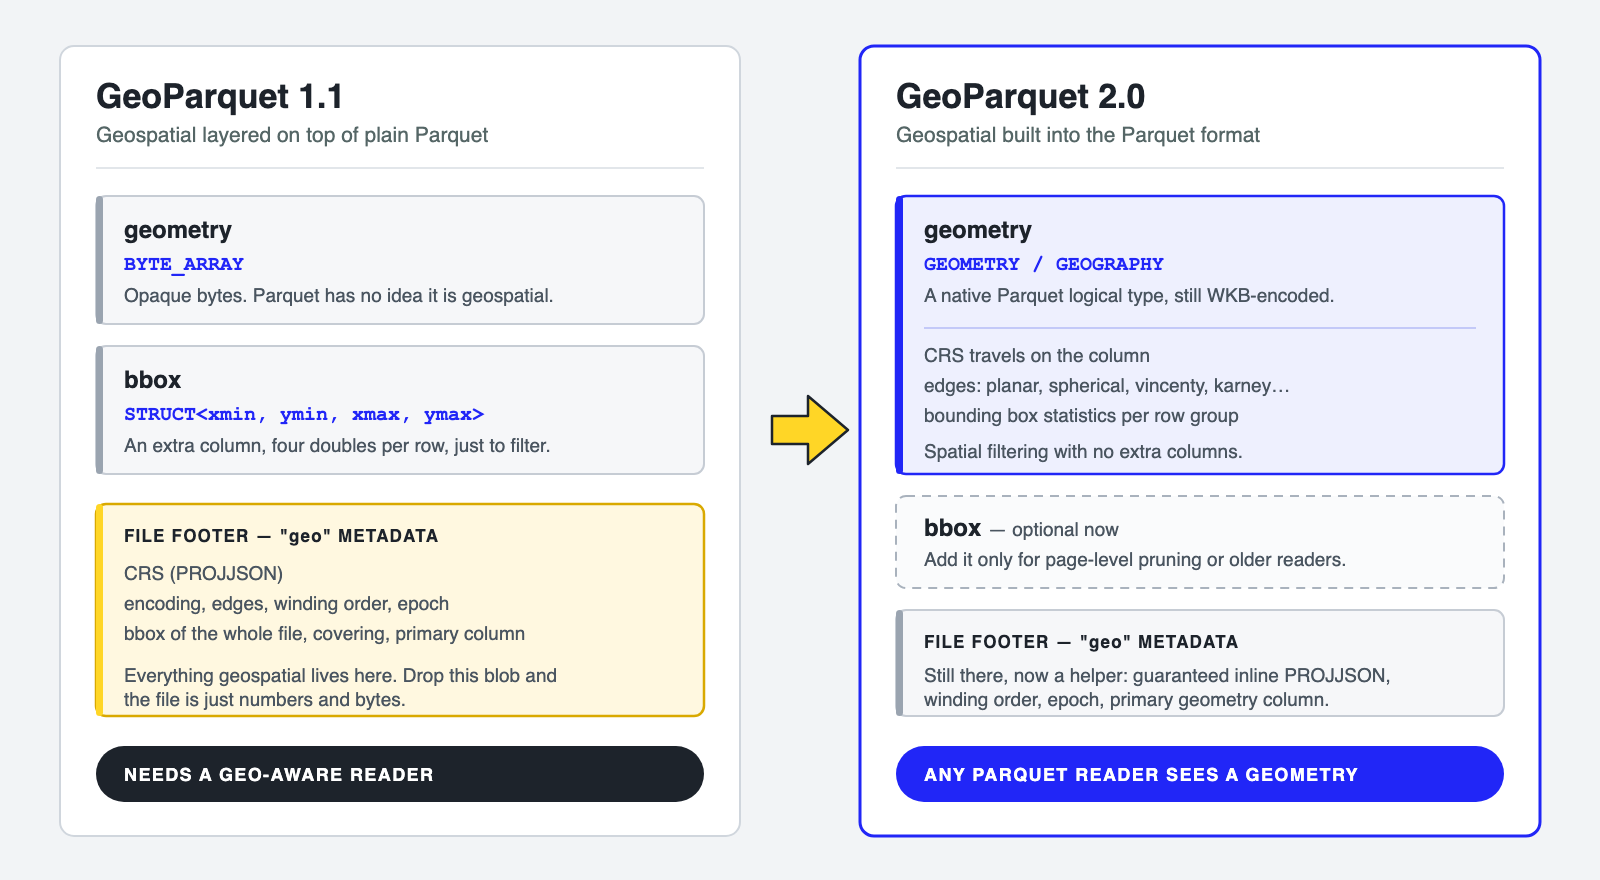 GeoParquet 1.1
Geospatial layered on top of plain Parquet
geometry
BYTE_ARRAY
Opaque bytes. Parquet has no idea it is geospatial.
bbox
STRUCT<xmin, ymin, xmax, ymax>
An extra column, four doubles per row, just to filter.
FILE FOOTER — "geo" METADATA
CRS (PROJJSON)
encoding, edges, winding order, epoch
bbox of the whole file, covering, primary column
Everything geospatial lives here. Drop this blob and
the file is just numbers and bytes.
NEEDS A GEO-AWARE READER
GeoParquet 2.0
Geospatial built into the Parquet format
geometry
GEOMETRY / GEOGRAPHY
A native Parquet logical type, still WKB-encoded.
CRS travels on the column
edges: planar, spherical, vincenty, karney…
bounding box statistics per row group
Spatial filtering with no extra columns.
bbox — optional now
Add it only for page-level pruning or older readers.
FILE FOOTER — "geo" METADATA
Still there, now a helper: guaranteed inline PROJJSON,
winding order, epoch, primary geometry column.
ANY PARQUET READER SEES A GEOMETRY